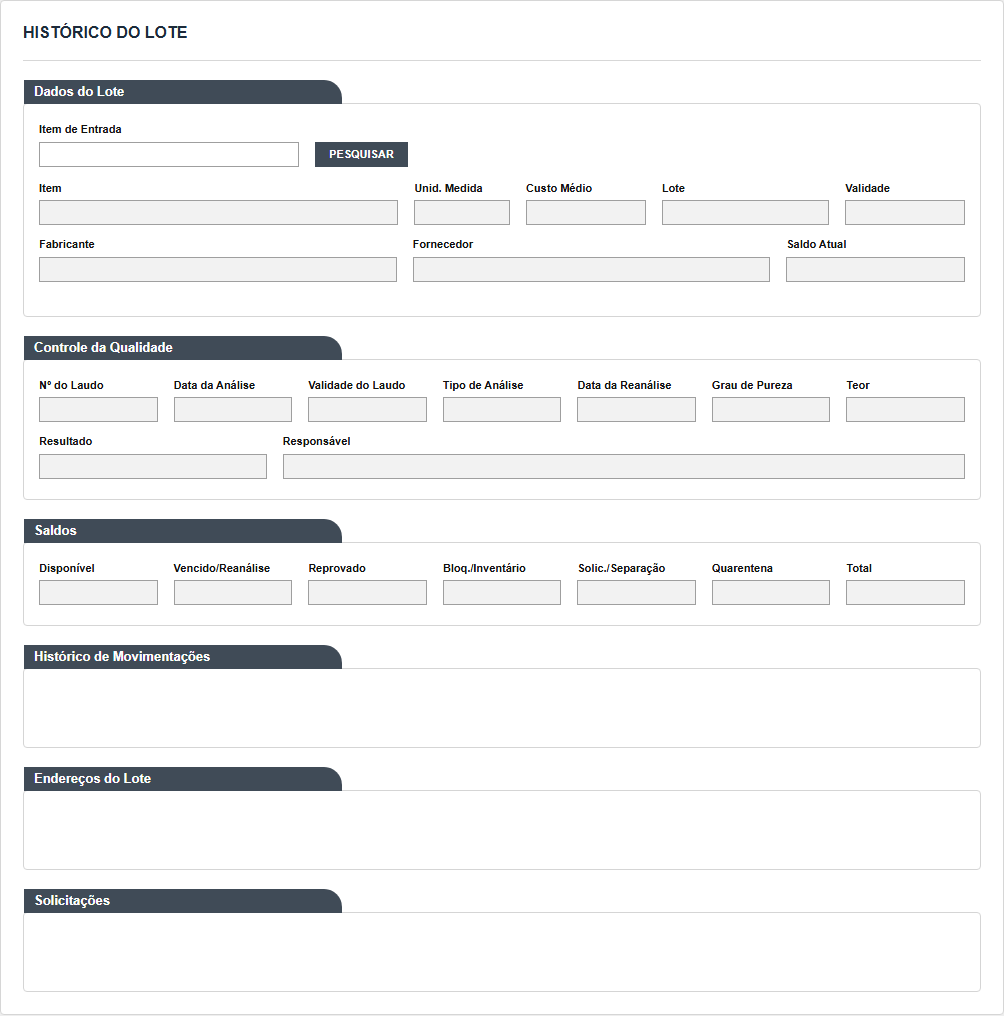 HISTÓRICO DO LOTE
Dados do Lote
Item de Entrada
PESQUISAR
Item Unid. Medida Custo Médio Lote Validade
Fabricante Fornecedor Saldo Atual
Controle da Qualidade
Nº do Laudo Data da Análise Validade do Laudo Tipo de Análise Data da Reanálise Grau de Pureza Teor
Resultado Responsável
Saldos
Disponível Vencido/Reanálise Reprovado Bloq./Inventário Solic./Separação Quarentena Total
Histórico de Movimentações
Endereços do Lote
Solicitações